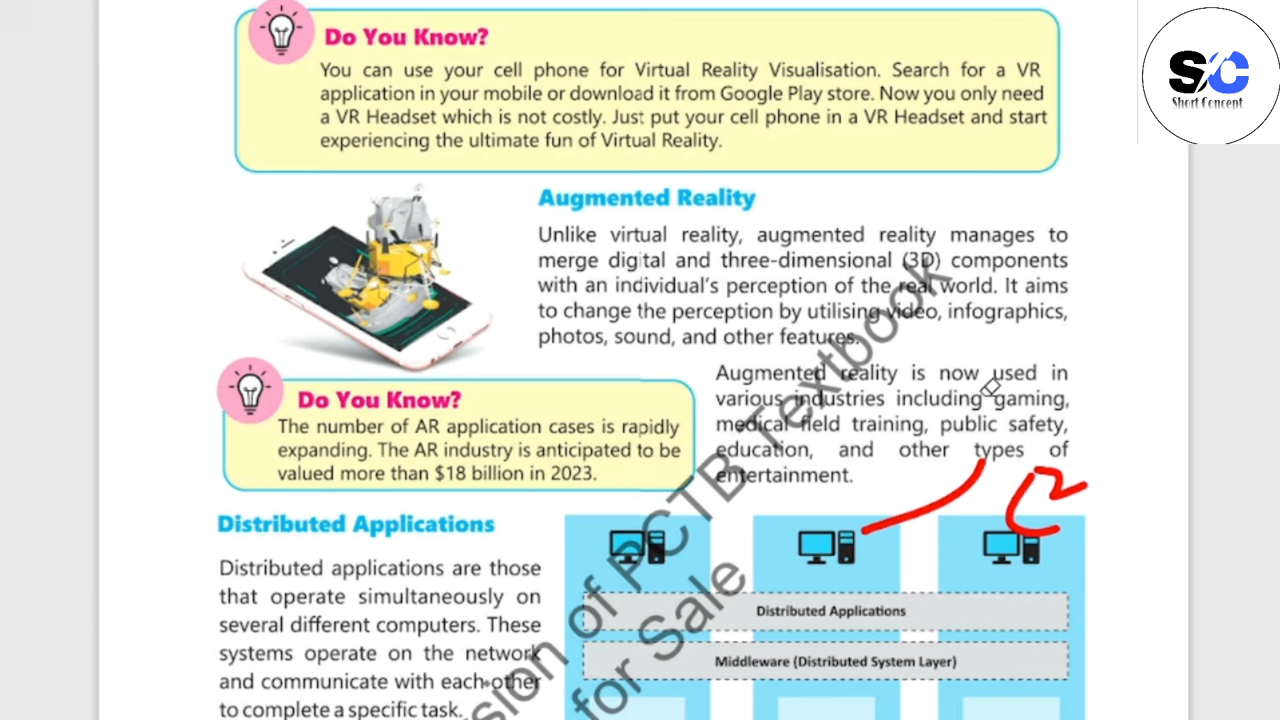 Do You Know?
You can use your cell phone for Virtual Reality Visualisation. Search for a VR
application in your mobile or download it from Google Play store. Now you only need
a VR Headset which is not costly. Just put your cell phone in a VR Headset and start
experiencing the ultimate fun of Virtual Reality.
S/C
Short Concept
Augmented Reality
Unlike virtual reality, augmented reality manages to
merge digital and three-dimensional (3D) components
with an individual's perception of the real world. It aims
to change the perception by utilising video, infographics,
photos, sound, and other features.
Augmented reality is now used in
various industries including gaming,
medical field training, public safety,
education, and other types of
entertainment.
Do You Know?
The number of AR application cases is rapidly
expanding. The AR industry is anticipated to be
valued more than $18 billion in 2023.
Distributed Applications
Distributed applications are those
that operate simultaneously on
several different computers. These
systems operate on the network
and communicate with each other
to complete a specific task.
Distributed Applications
Middleware (Distributed System Layer)
of PCTB Textbook
for Sale